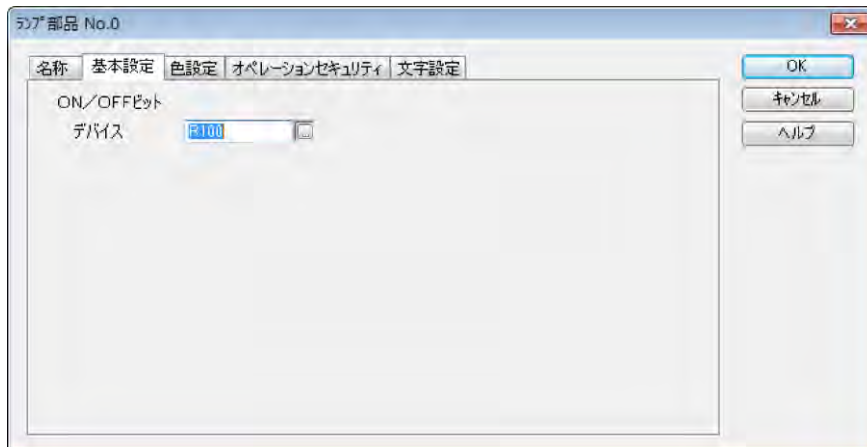 ﾗﾝﾌﾟ部品 No.0
名称 基本設定 色設定 オペレーションセキュリティ 文字設定
ON/OFFビット
デバイス R100
OK
キャンセル
ヘルプ